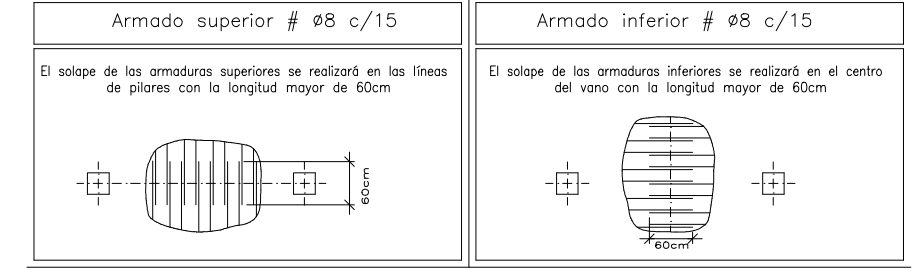 Armado superior # ø8 c/15
El solape de las armaduras superiores se realizará en las líneas
de pilares con la longitud mayor de 60cm
60cm
Armado inferior # ø8 c/15
El solape de las armaduras inferiores se realizará en el centro
del vano con la longitud mayor de 60cm
60cm